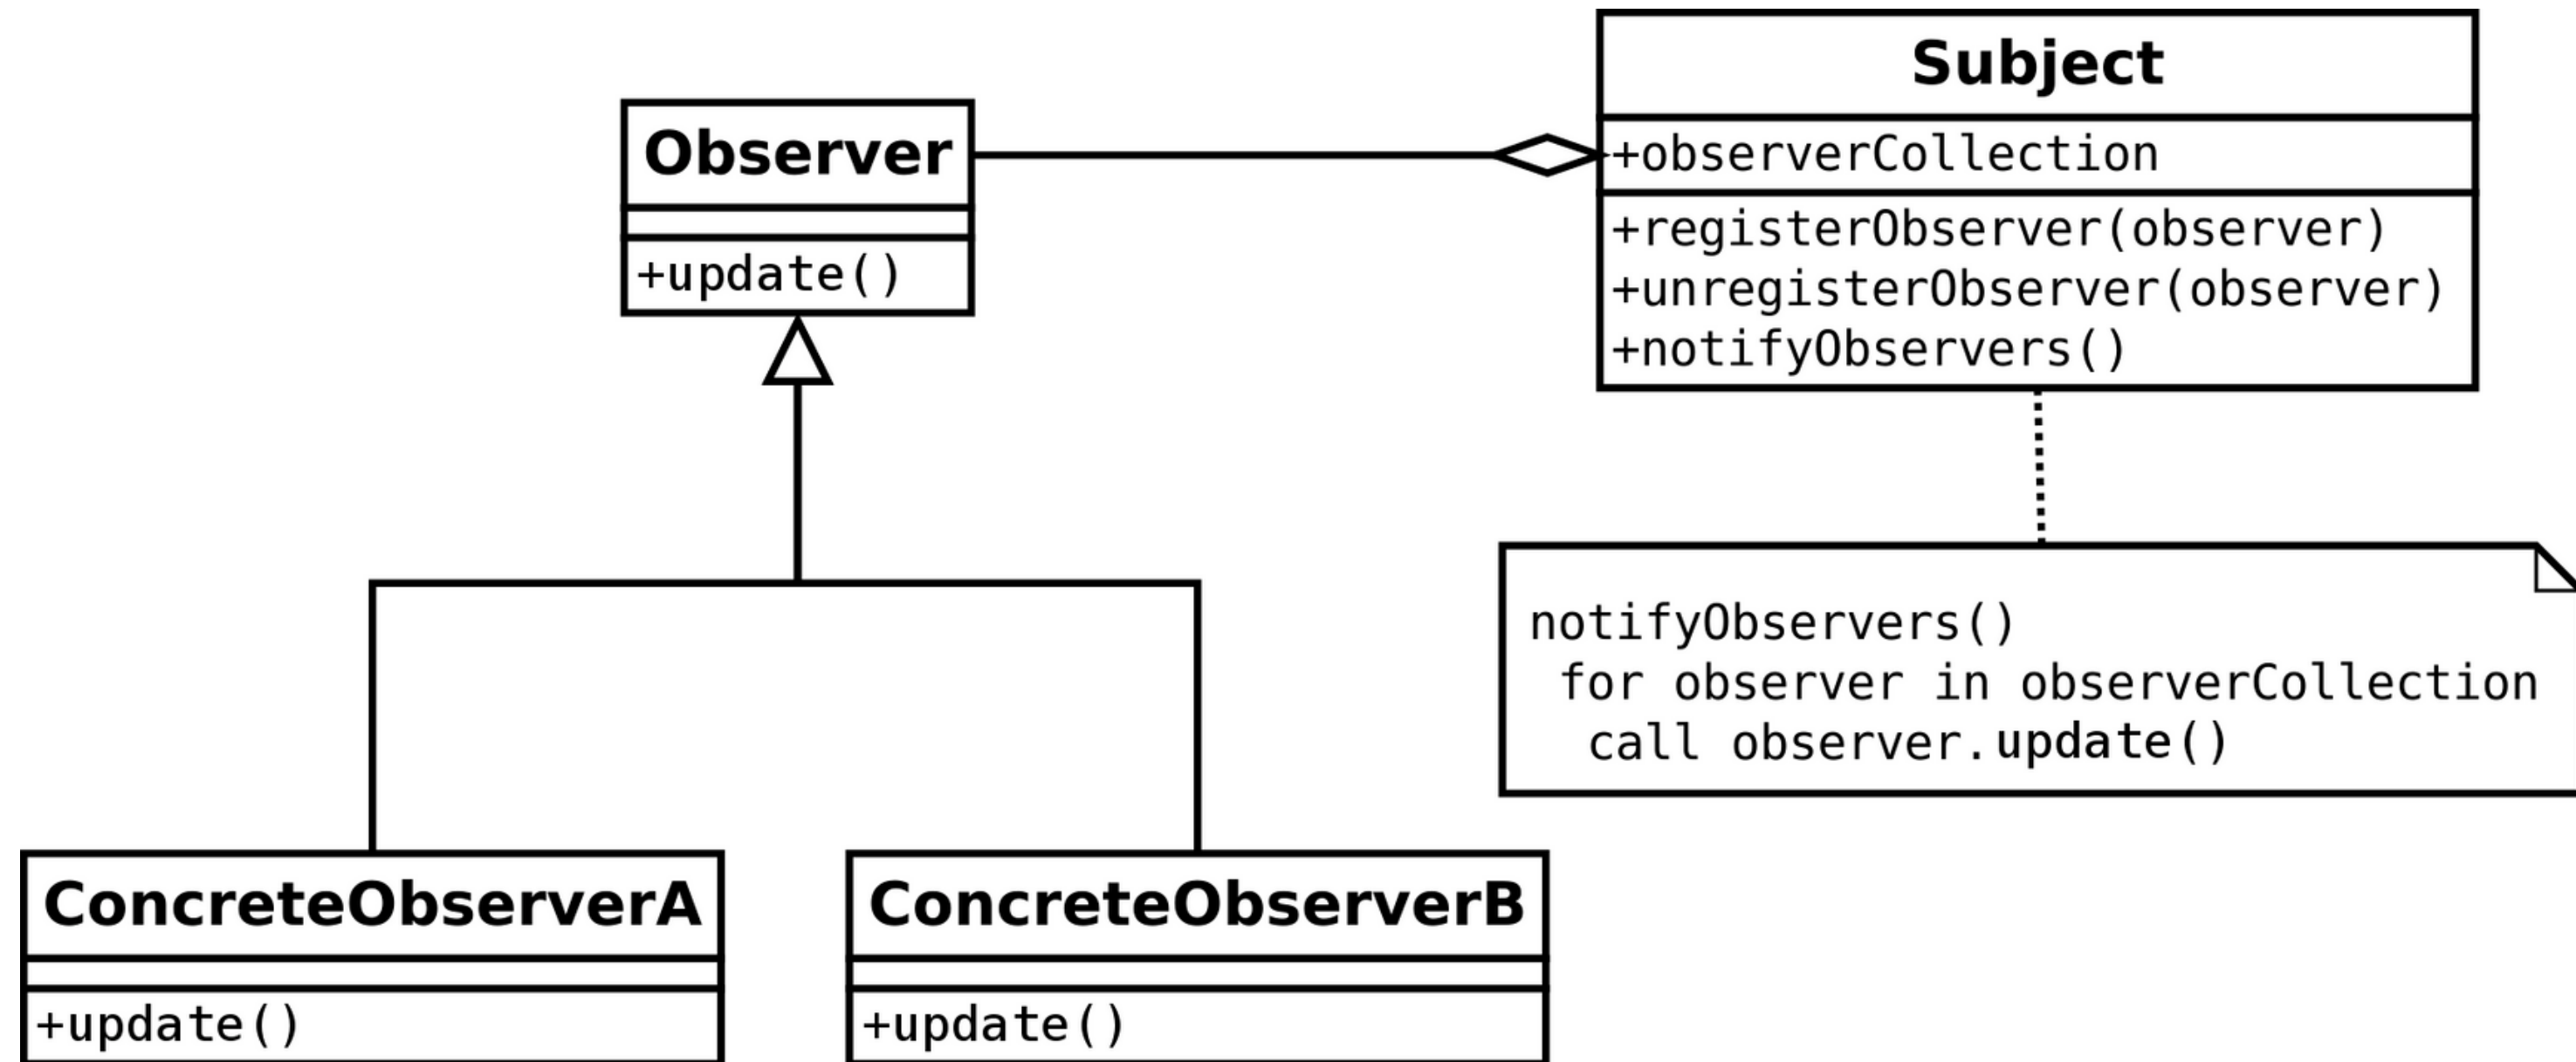 Observer
+update()
Subject
+observerCollection
+registerObserver(observer)
+unregisterObserver(observer)
+notifyObservers()
notifyObservers()
for observer in observerCollection
call observer.update()
ConcreteObserverA
+update()
ConcreteObserverB
+update()